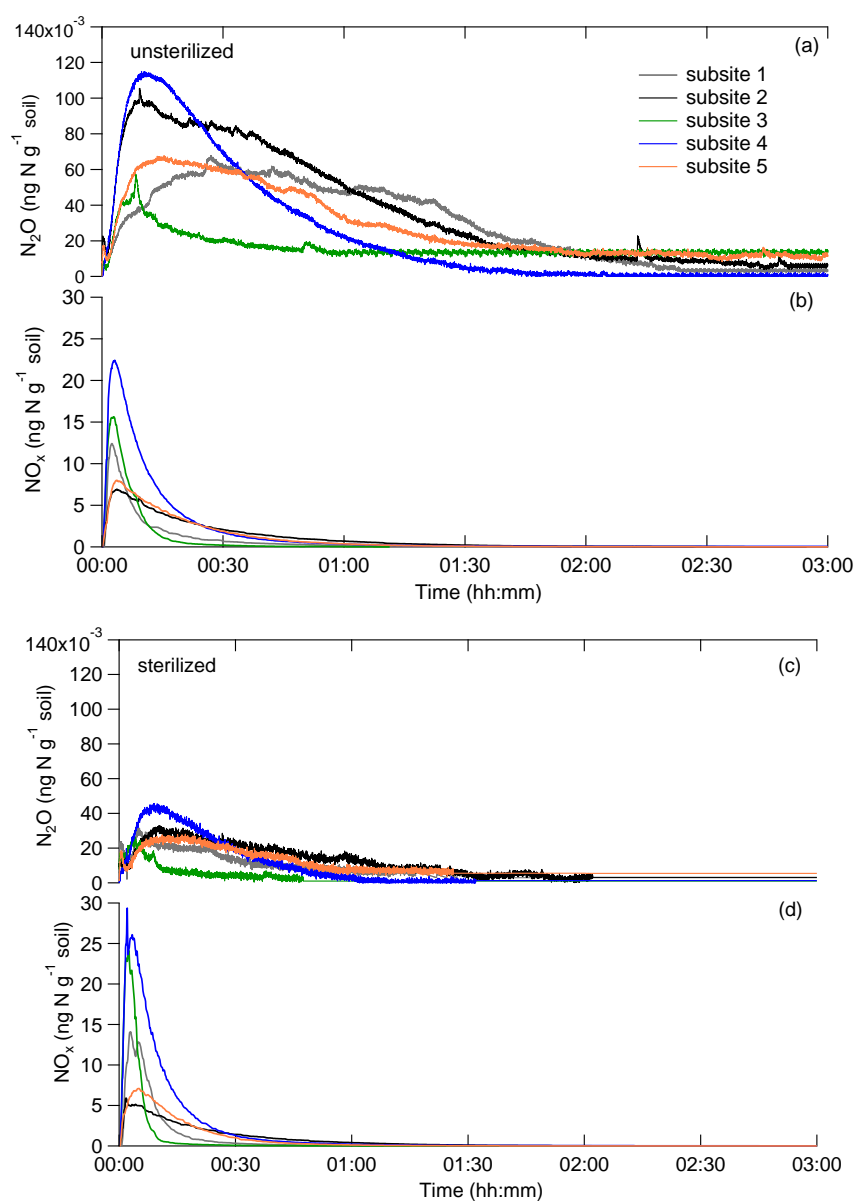 140x10⁻³
120
100
80
60
40
20
0
N₂O (ng N g⁻¹ soil)
unsterilized
(a)
subsite 1
subsite 2
subsite 3
subsite 4
subsite 5
30
25
20
15
10
5
0
NOₓ (ng N g⁻¹ soil)
(b)
00:00 00:30 01:00 01:30 02:00 02:30 03:00
Time (hh:mm)
140x10⁻³
120
100
80
60
40
20
0
N₂O (ng N g⁻¹ soil)
sterilized
(c)
30
25
20
15
10
5
0
NOₓ (ng N g⁻¹ soil)
(d)
00:00 00:30 01:00 01:30 02:00 02:30 03:00
Time (hh:mm)